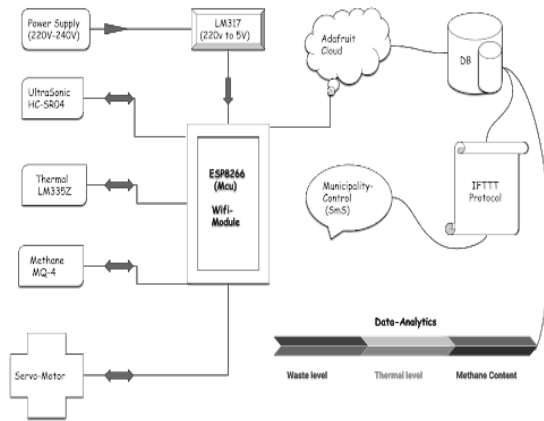 Power Supply
(220V-240V)
LM317
(220v to 5V)
Adafruit
Cloud
DB
UltraSonic
HC-SR04
ESP8266
(Mcu)
Wifi-
Module
Thermal
LM335Z
Municipality-
Control
(SmS)
IFTTT
Protocol
Methane
MQ-4
Servo-Motor
Data-Analytics
Waste level
Thermal level
Methane Content